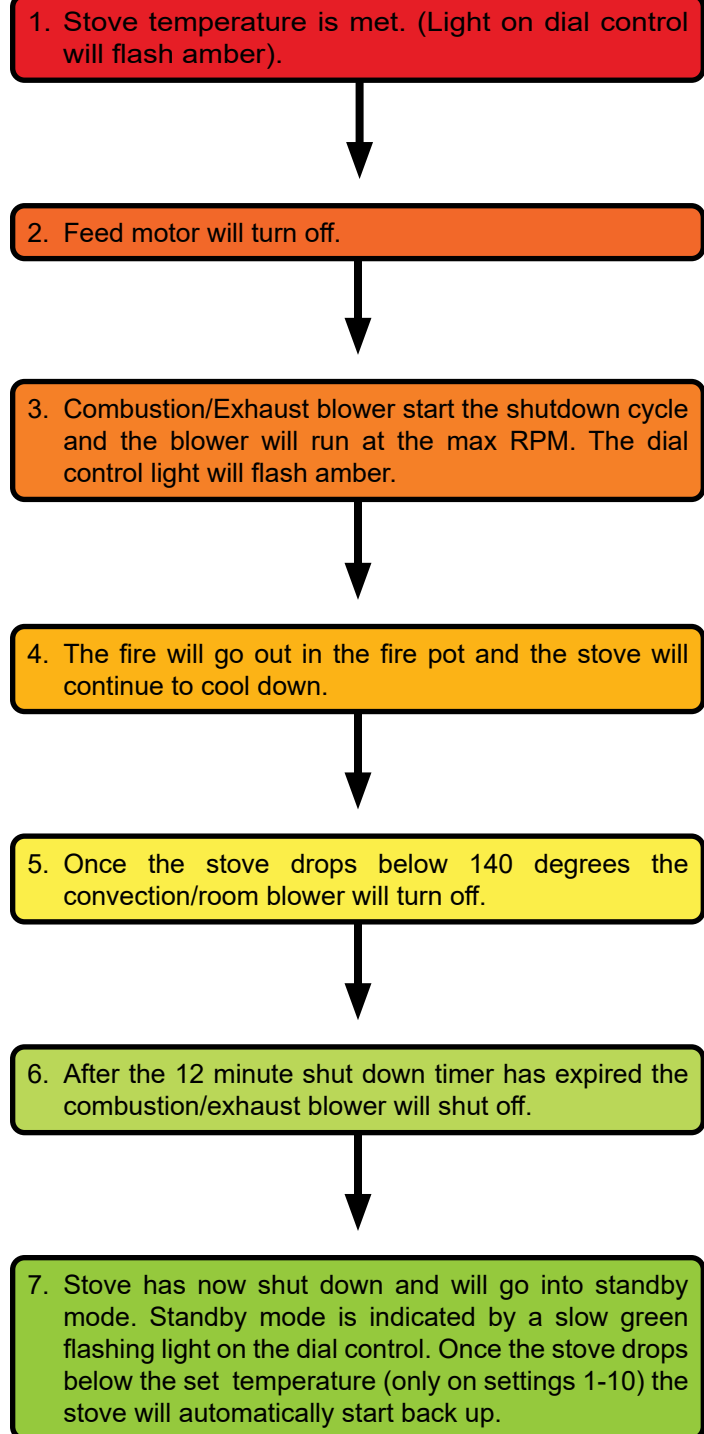 1. Stove temperature is met. (Light on dial control
will flash amber).
2. Feed motor will turn off.
3. Combustion/Exhaust blower start the shutdown cycle
and the blower will run at the max RPM. The dial
control light will flash amber.
4. The fire will go out in the fire pot and the stove will
continue to cool down.
5. Once the stove drops below 140 degrees the
convection/room blower will turn off.
6. After the 12 minute shut down timer has expired the
combustion/exhaust blower will shut off.
7. Stove has now shut down and will go into standby
mode. Standby mode is indicated by a slow green
flashing light on the dial control. Once the stove drops
below the set temperature (only on settings 1-10) the
stove will automatically start back up.